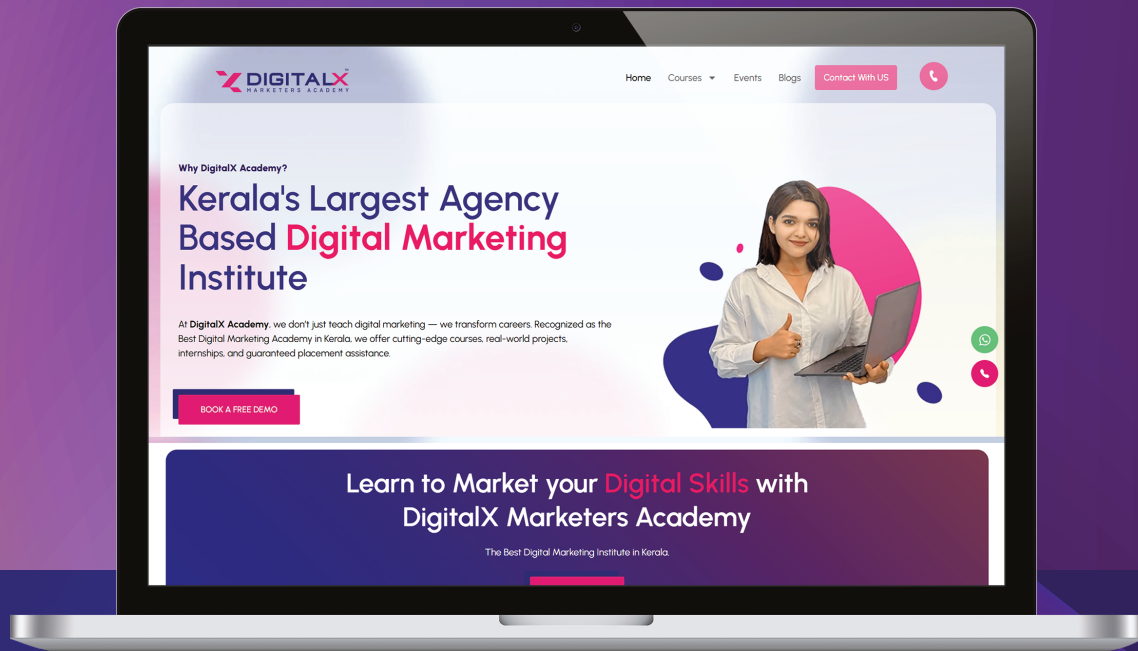 DIGITALX
MARKETERS ACADEMY
Home
Courses
Events
Blogs
Contact With US
Why DigitalX Academy?
Kerala's Largest Agency
Based Digital Marketing
Institute
At DigitalX Academy, we don't just teach digital marketing — we transform careers. Recognized as the
Best Digital Marketing Academy in Kerala, we offer cutting-edge courses, real-world projects,
internships, and guaranteed placement assistance.
BOOK A FREE DEMO
Learn to Market your Digital Skills with
DigitalX Marketers Academy
The Best Digital Marketing Institute in Kerala.